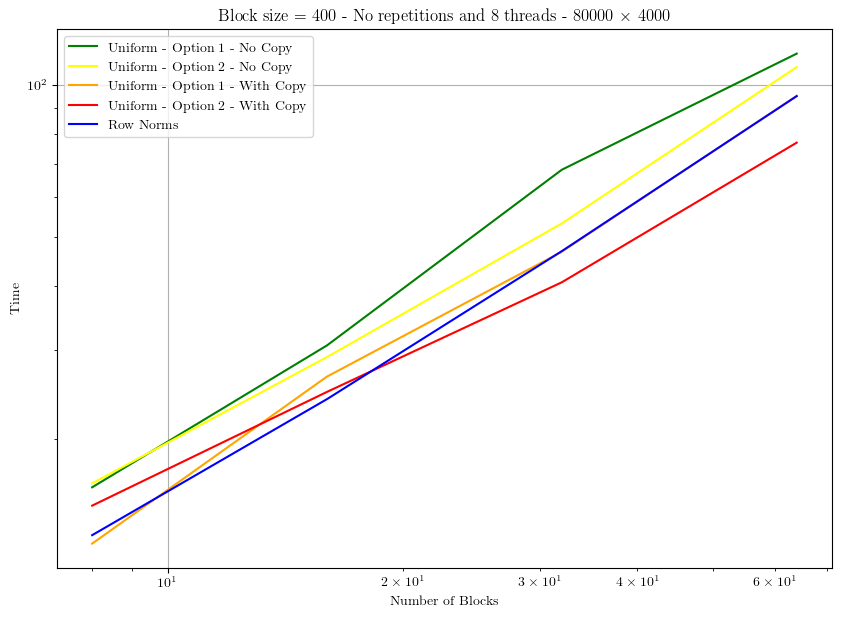 Block size = 400 - No repetitions and 8 threads - 80000 × 4000
Uniform - Option 1 - No Copy
Uniform - Option 2 - No Copy
Uniform - Option 1 - With Copy
Uniform - Option 2 - With Copy
Row Norms
10²
Time
10¹
2 × 10¹
3 × 10¹
4 × 10¹
6 × 10¹
Number of Blocks